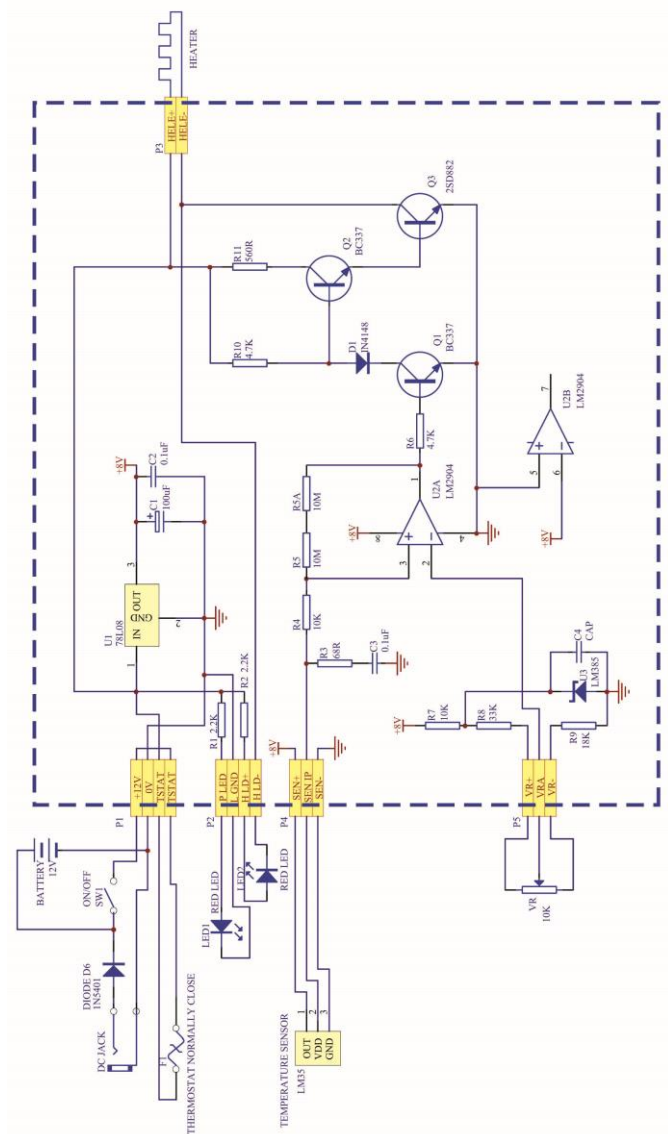 HEATER
P3
HELE+
HELE-
Q3
2SD882
Q2
BC337
R11
560R
R10
4.7K
D1
IN4148
Q1
BC337
R6
4.7K
U2B
LM2904
7
5
6
+
−
+8V
+8V
C2
0.1uF
C1
100uF
+
U1
78L08
IN
OUT
GND
1
3
2
R5A
10M
R5
10M
R4
10K
U2A
LM2904
+8V
8
4
1
3
2
+
−
R3
68R
C3
0.1uF
R1
2.2K
R2
2.2K
+8V
+8V
R7
10K
R8
33K
R9
18K
C4
CAP
U3
LM385
P1
+12V
0V
TSTAT
TSTAT
P2
P LED
L GND
H LD+
H LD-
P4
SEN+
SEN IP
SEN-
P5
VR+
VRA
VR-
BATTERY
12V
ON/OFF
SW1
DIODE D6
1N5401
DC JACK
F1
THERMOSTAT NORMALLY CLOSE
RED LED
LED1
LED2
RED LED
TEMPERATURE SENSOR
LM35
OUT
VDD
GND
1
2
3
VR
10K